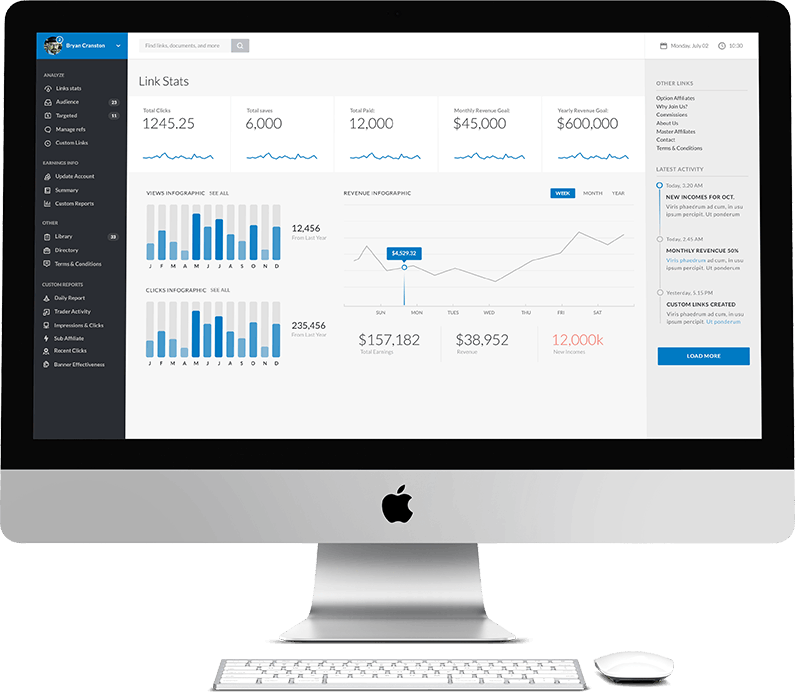 Bryan Cranston
Find links, documents, and more
Monday, July 02
10:30
ANALYZE
Links stats
Audience 23
Targeted 11
Manage refs
Custom Links
EARNINGS INFO
Update Account
Summary
Custom Reports
OTHER
Library 33
Directory
Terms & Conditions
CUSTOM REPORTS
Daily Report
Trader Activity
Impressions & Clicks
Sub Affiliate
Recent Clicks
Banner Effectiveness
Link Stats
Total Clicks
1245.25
Total saves
6,000
Total Paid:
12,000
Monthly Revenue Goal:
$45,000
Yearly Revenue Goal:
$600,000
VIEWS INFOGRAPHIC SEE ALL
J F M A M J J A S O N D
12,456
From Last Year
CLICKS INFOGRAPHIC SEE ALL
J F M A M J J A S O N D
235,456
From Last Year
REVENUE INFOGRAPHIC
WEEK MONTH YEAR
$4,529.32
SUN MON TUES WED THU FRI SAT
$157,182
Total Earnings
$38,952
Revenue
12,000k
New Incomes
OTHER LINKS
Option Affiliates
Why Join Us?
Commissions
About Us
Master Affiliates
Contact
Terms & Conditions
LATEST ACTIVITY
Today, 3:20 AM
NEW INCOMES FOR OCT.
Viris phaedrum ad cum, in usu
ipsum percipit. Ut ponderum
Today, 2.45 AM
MONTHLY REVENCUE 50%
Viris phaedrum ad cum, in usu
ipsum percipit. Ut ponderum
Yesterday, 5.15 PM
CUSTOM LINKS CREATED
Viris phaedrum ad cum, in usu
ipsum percipit. Ut ponderum
LOAD MORE